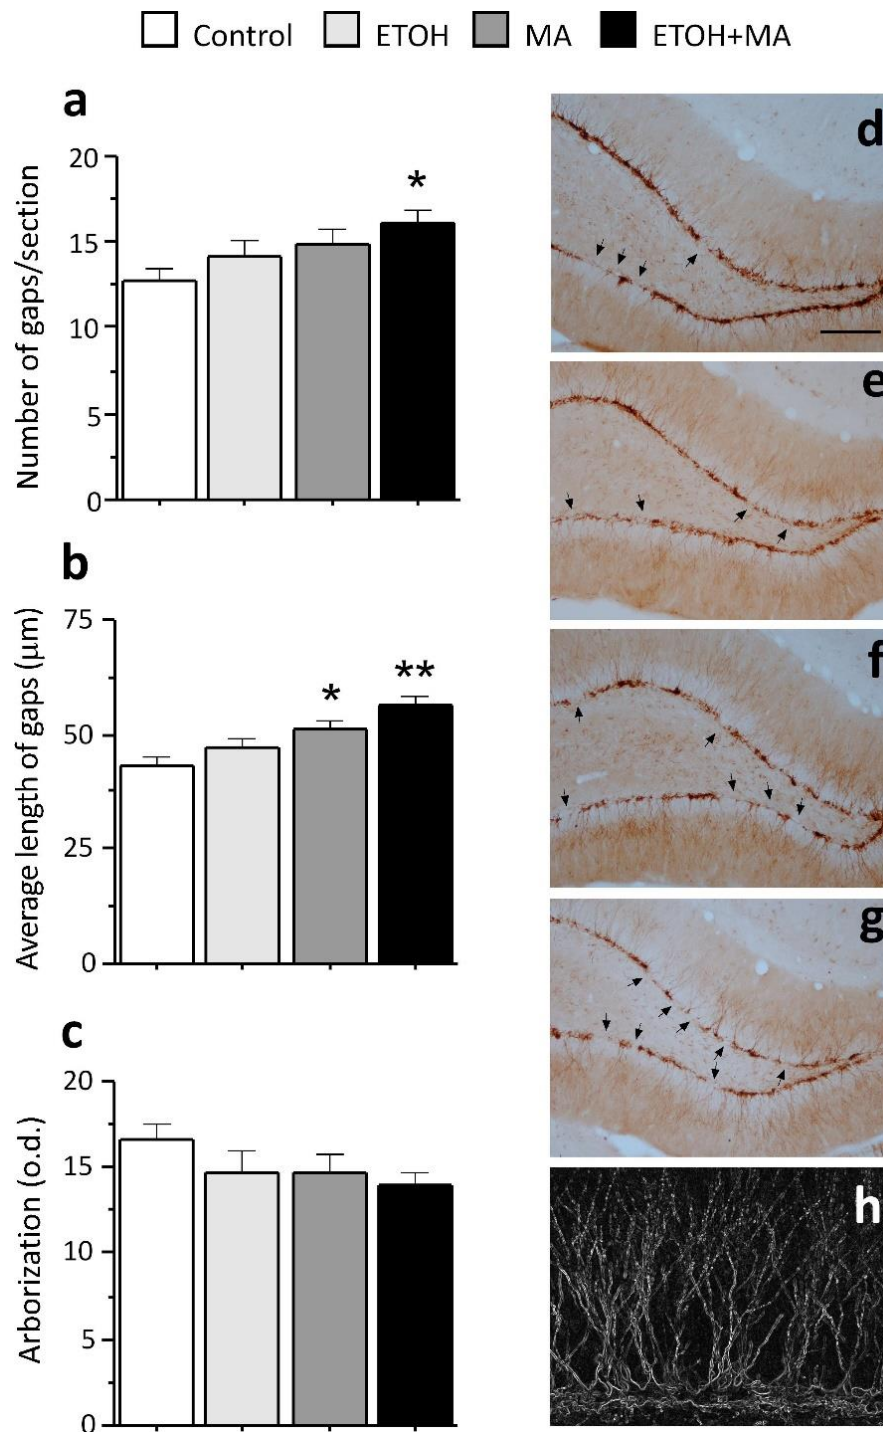 Control ETOH MA ETOH+MA
a
Number of gaps/section
20
15
10
5
0
*
b
Average length of gaps (μm)
75
50
25
0
*
**
c
Arborization (o.d.)
20
15
10
5
0
d
e
f
g
h